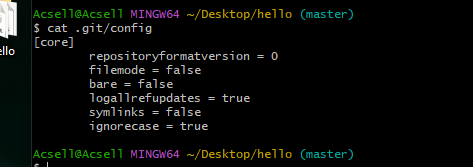 ello
Acsell@Acsell MINGW64 ~/Desktop/hello (master)
$ cat .git/config
[core]
        repositoryformatversion = 0
        filemode = false
        bare = false
        logallrefupdates = true
        symlinks = false
        ignorecase = true

Acsell@Acsell MINGW64 ~/Desktop/hello (master)
$